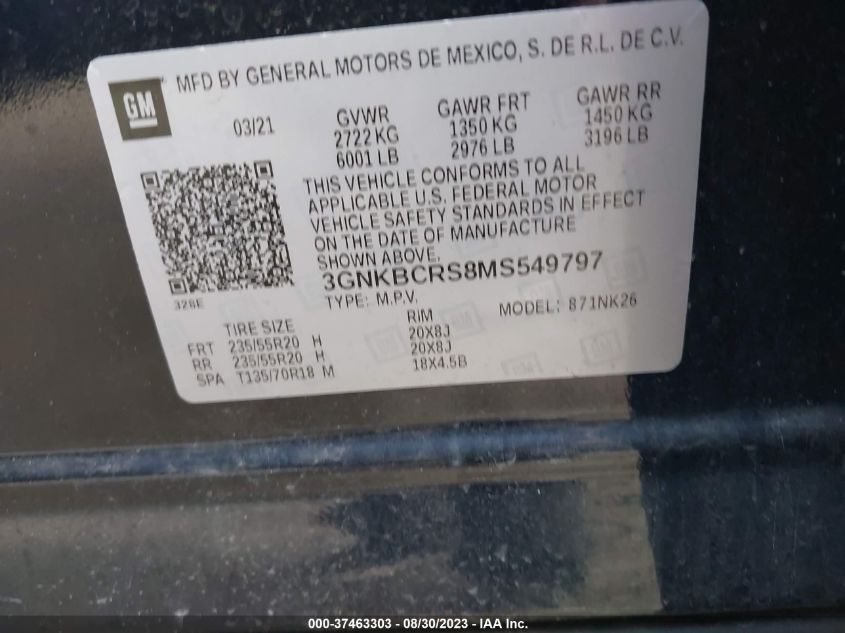 MFD BY GENERAL MOTORS DE MEXICO, S. DE R.L. DE C.V.
GM
03/21 GVWR GAWR FRT GAWR RR
2722 KG 1350 KG 1450 KG
6001 LB 2976 LB 3196 LB
THIS VEHICLE CONFORMS TO ALL
APPLICABLE U.S. FEDERAL MOTOR
VEHICLE SAFETY STANDARDS IN EFFECT
ON THE DATE OF MANUFACTURE
SHOWN ABOVE.
3GNKBCRS8MS549797
328E
TYPE: M.P.V. MODEL: 871NK26
TIRE SIZE RIM
FRT 235/55R20 H 20X8J
RR 235/55R20 H 20X8J
SPA T135/70R18 M 18X4.5B
000-37463303 - 08/30/2023 - IAA Inc.